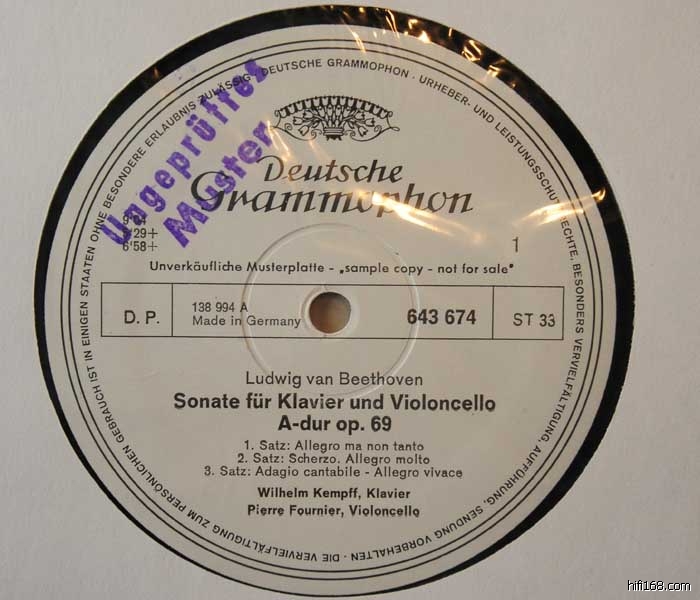 DIE VERVIELFÄLTIGUNG ZUM PERSÖNLICHEN GEBRAUCH IST IN EINIGEN STAATEN OHNE BESONDERE ERLAUBNIS ZULÄSSIG · DEUTSCHE GRAMMOPHON · URHEBER- UND LEISTUNGSSCHUTZRECHTE, BESONDERS VERVIELFÄLTIGUNG, AUFFÜHRUNG, SENDUNG VORBEHALTEN ·
Ungeprüftes
Muster
Deutsche
Grammophon
6'58+
1
Unverkäufliche Musterplatte - „sample copy - not for sale"
D. P.
138 994 A
Made in Germany
643 674
ST 33
Ludwig van Beethoven
Sonate für Klavier und Violoncello
A-dur op. 69
1. Satz: Allegro ma non tanto
2. Satz: Scherzo. Allegro molto
3. Satz: Adagio cantabile - Allegro vivace
Wilhelm Kempff, Klavier
Pierre Fournier, Violoncello
hifi168.com